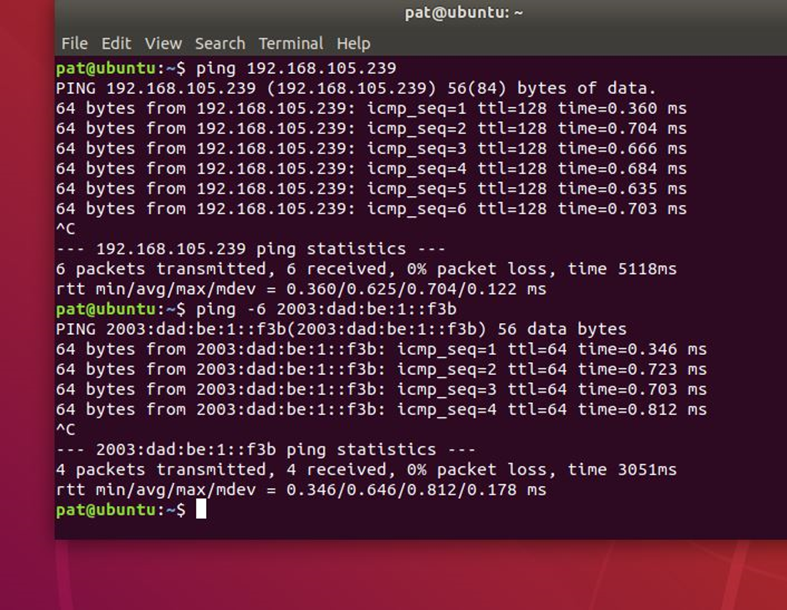 pat@ubuntu: ~
File Edit View Search Terminal Help
pat@ubuntu:~$ ping 192.168.105.239
PING 192.168.105.239 (192.168.105.239) 56(84) bytes of data.
64 bytes from 192.168.105.239: icmp_seq=1 ttl=128 time=0.360 ms
64 bytes from 192.168.105.239: icmp_seq=2 ttl=128 time=0.704 ms
64 bytes from 192.168.105.239: icmp_seq=3 ttl=128 time=0.666 ms
64 bytes from 192.168.105.239: icmp_seq=4 ttl=128 time=0.684 ms
64 bytes from 192.168.105.239: icmp_seq=5 ttl=128 time=0.635 ms
64 bytes from 192.168.105.239: icmp_seq=6 ttl=128 time=0.703 ms
^C
--- 192.168.105.239 ping statistics ---
6 packets transmitted, 6 received, 0% packet loss, time 5118ms
rtt min/avg/max/mdev = 0.360/0.625/0.704/0.122 ms
pat@ubuntu:~$ ping -6 2003:dad:be:1::f3b
PING 2003:dad:be:1::f3b(2003:dad:be:1::f3b) 56 data bytes
64 bytes from 2003:dad:be:1::f3b: icmp_seq=1 ttl=64 time=0.346 ms
64 bytes from 2003:dad:be:1::f3b: icmp_seq=2 ttl=64 time=0.723 ms
64 bytes from 2003:dad:be:1::f3b: icmp_seq=3 ttl=64 time=0.703 ms
64 bytes from 2003:dad:be:1::f3b: icmp_seq=4 ttl=64 time=0.812 ms
^C
--- 2003:dad:be:1::f3b ping statistics ---
4 packets transmitted, 4 received, 0% packet loss, time 3051ms
rtt min/avg/max/mdev = 0.346/0.646/0.812/0.178 ms
pat@ubuntu:~$